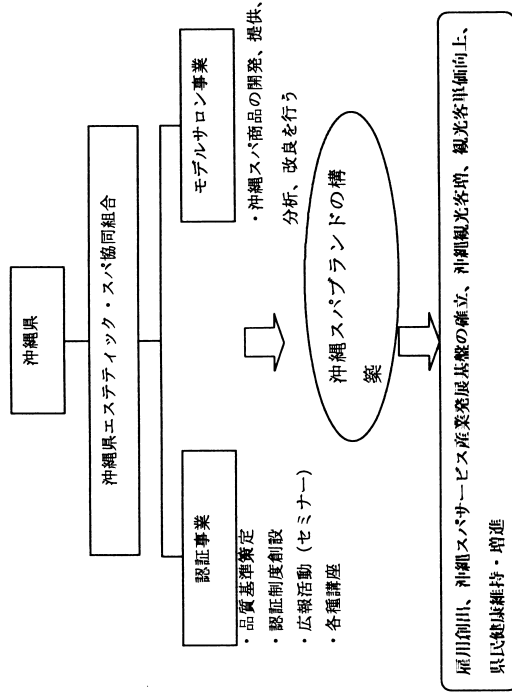 沖縄県
沖縄県エステティック・スパ協同組合
認証事業
・品質基準策定
・認証制度創設
・広報活動（セミナー）
・各種講座
モデルサロン事業
・沖縄スパ商品の開発、提供、
分析、改良を行う
沖縄スパブランドの構
築
雇用創出、沖縄スパサービス産業発展基盤の確立、沖縄観光客増、観光客単価向上、
県民健康維持・増進